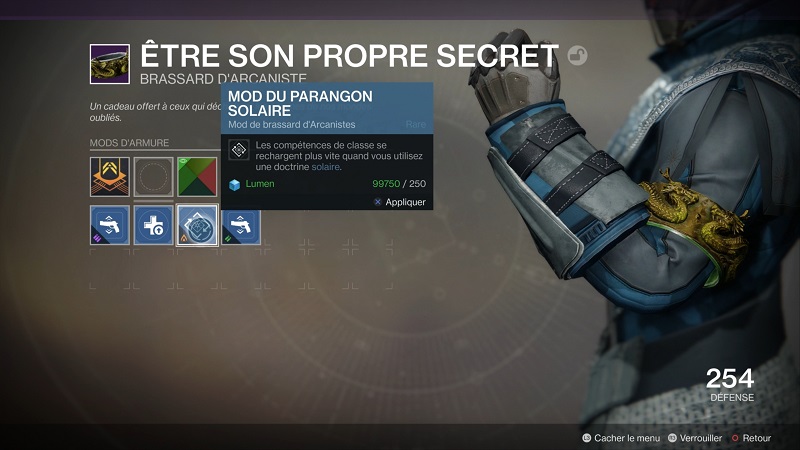 ÊTRE SON PROPRE SECRET
BRASSARD D'ARCANISTE
Un cadeau offert à ceux qui
oubliés.
MODS D'ARMURE
MOD DU PARANGON
SOLAIRE
Mod de brassard d'Arcanistes Rare
Les compétences de classe se
rechargent plus vite quand vous utilisez
une doctrine solaire.
Lumen 99750 / 250
Appliquer
254
DÉFENSE
Cacher le menu Verrouiller Retour